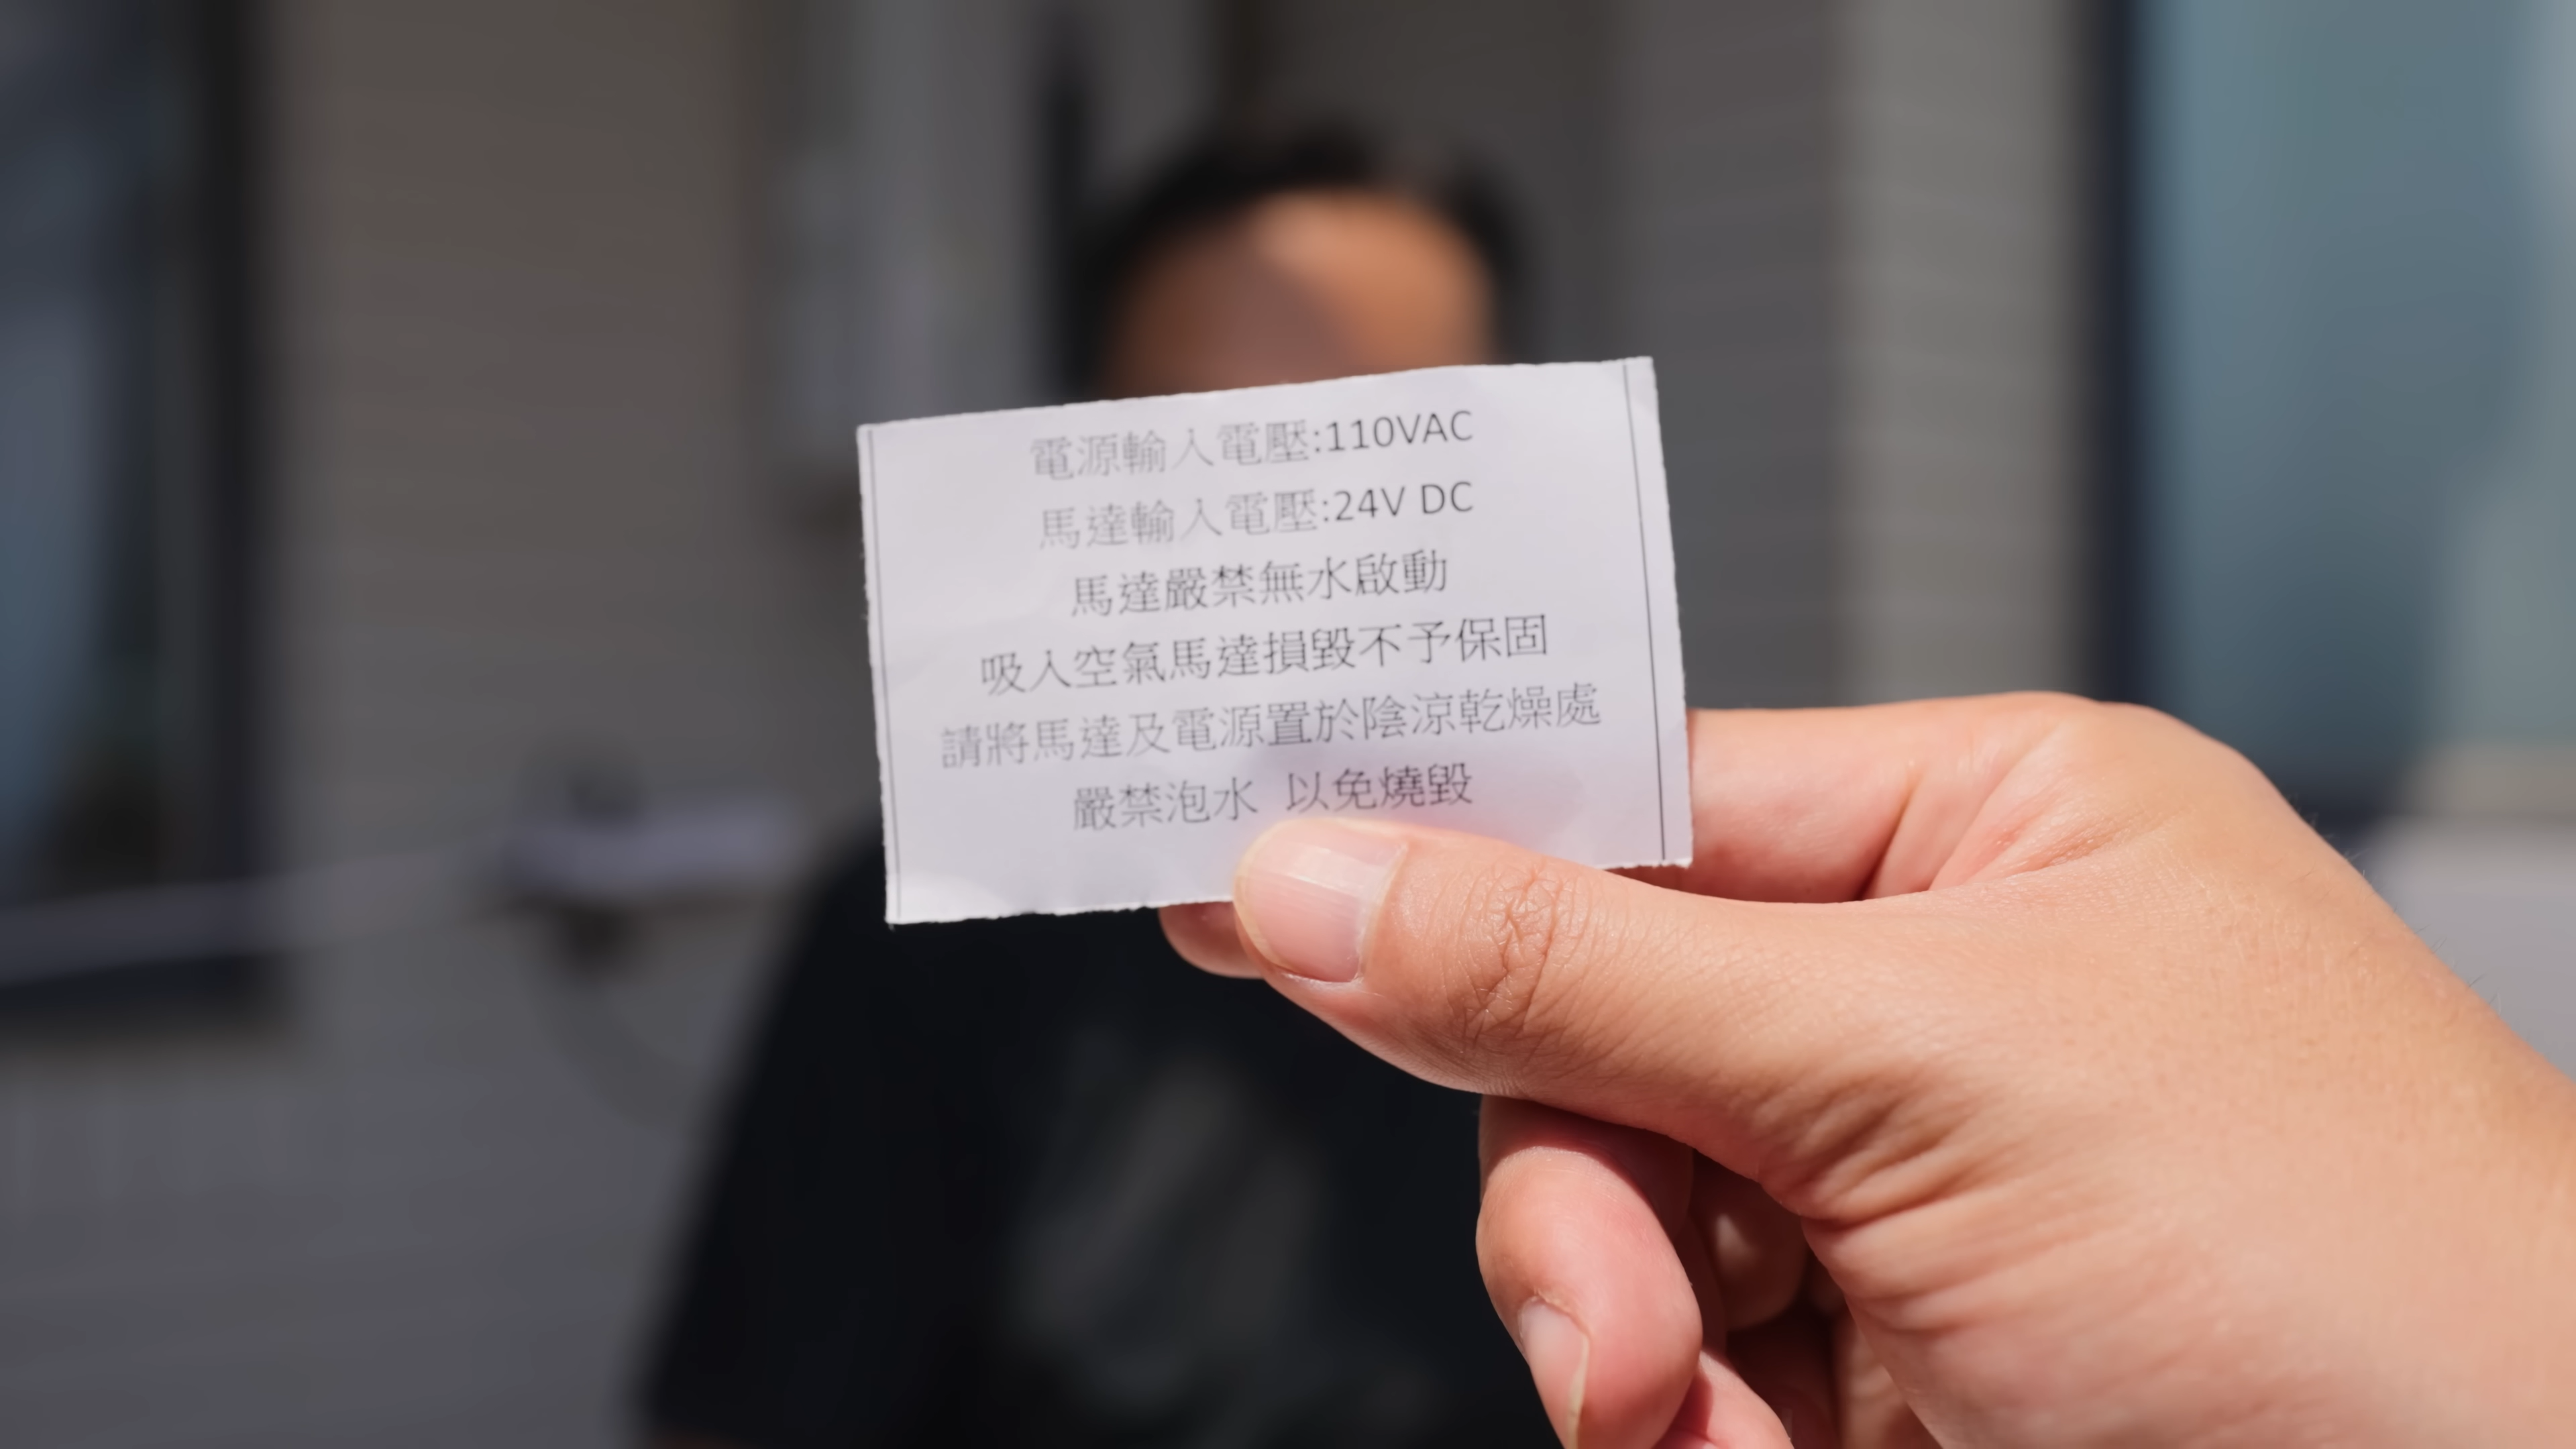 電源輸入電壓:110VAC
馬達輸入電壓:24V DC
馬達嚴禁無水啟動
吸入空氣馬達損毀不予保固
請將馬達及電源置於陰涼乾燥處
嚴禁泡水 以免燒毀